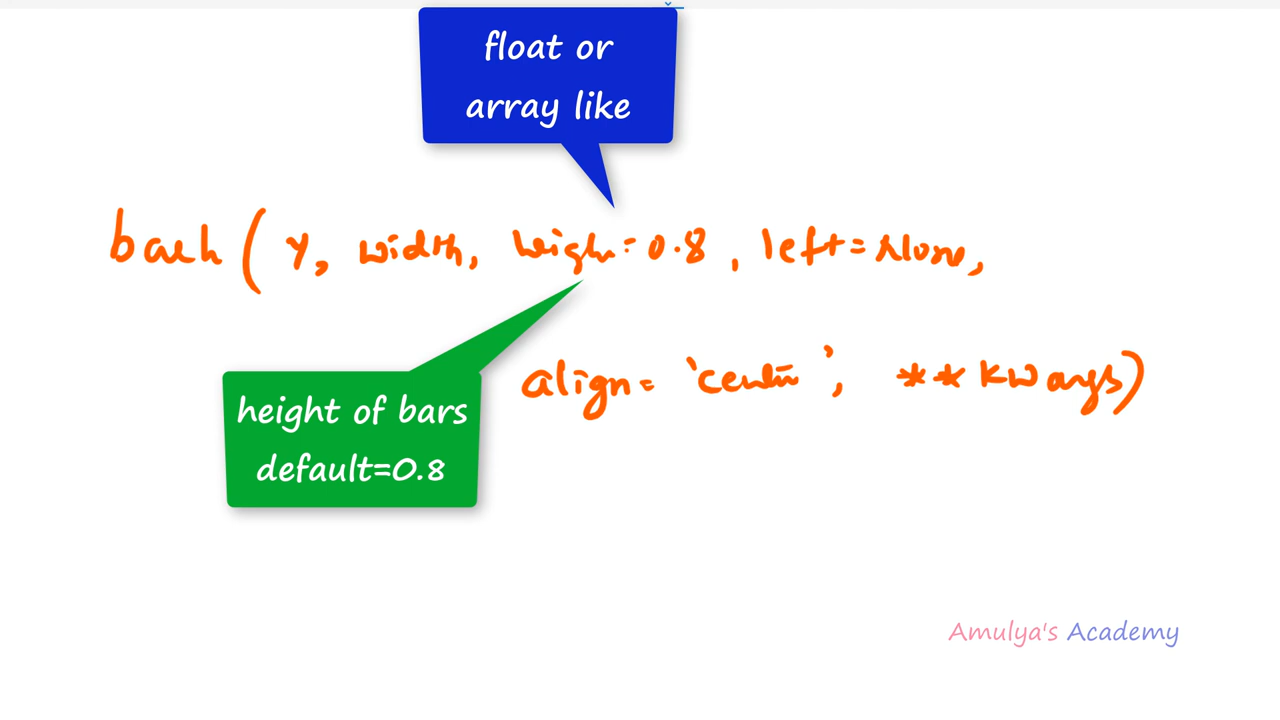 float or
array like
barh ( y, width, heigh=0.8, left=None,
height of bars
default=0.8
align= 'center', **kwargs)
Amulya's Academy